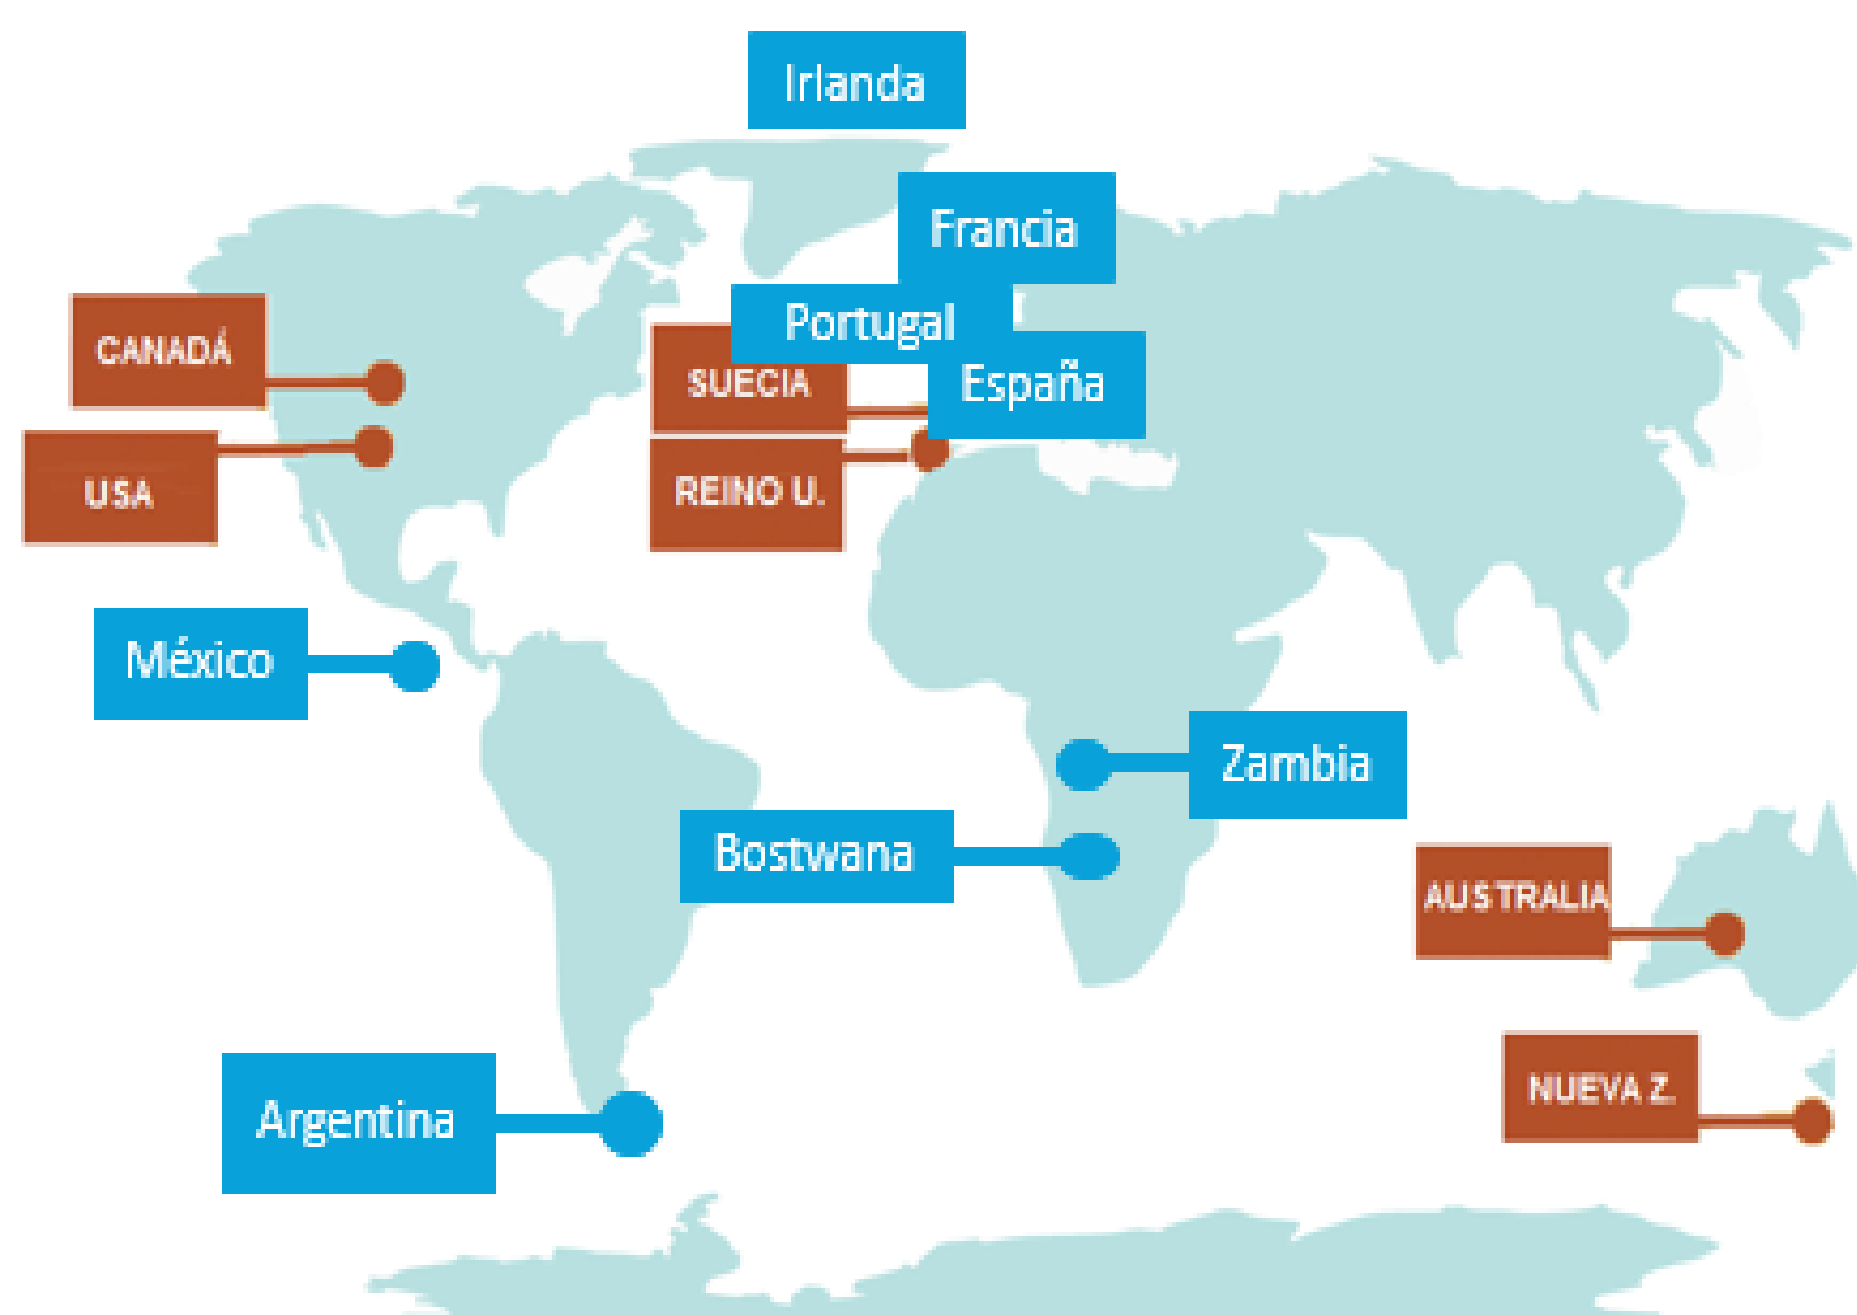 Irlanda
Francia
Portugal
CANADÁ
SUECIA
España
USA
REINO U.
México
Zambia
Bostwana
AUSTRALIA
NUEVA Z.
Argentina